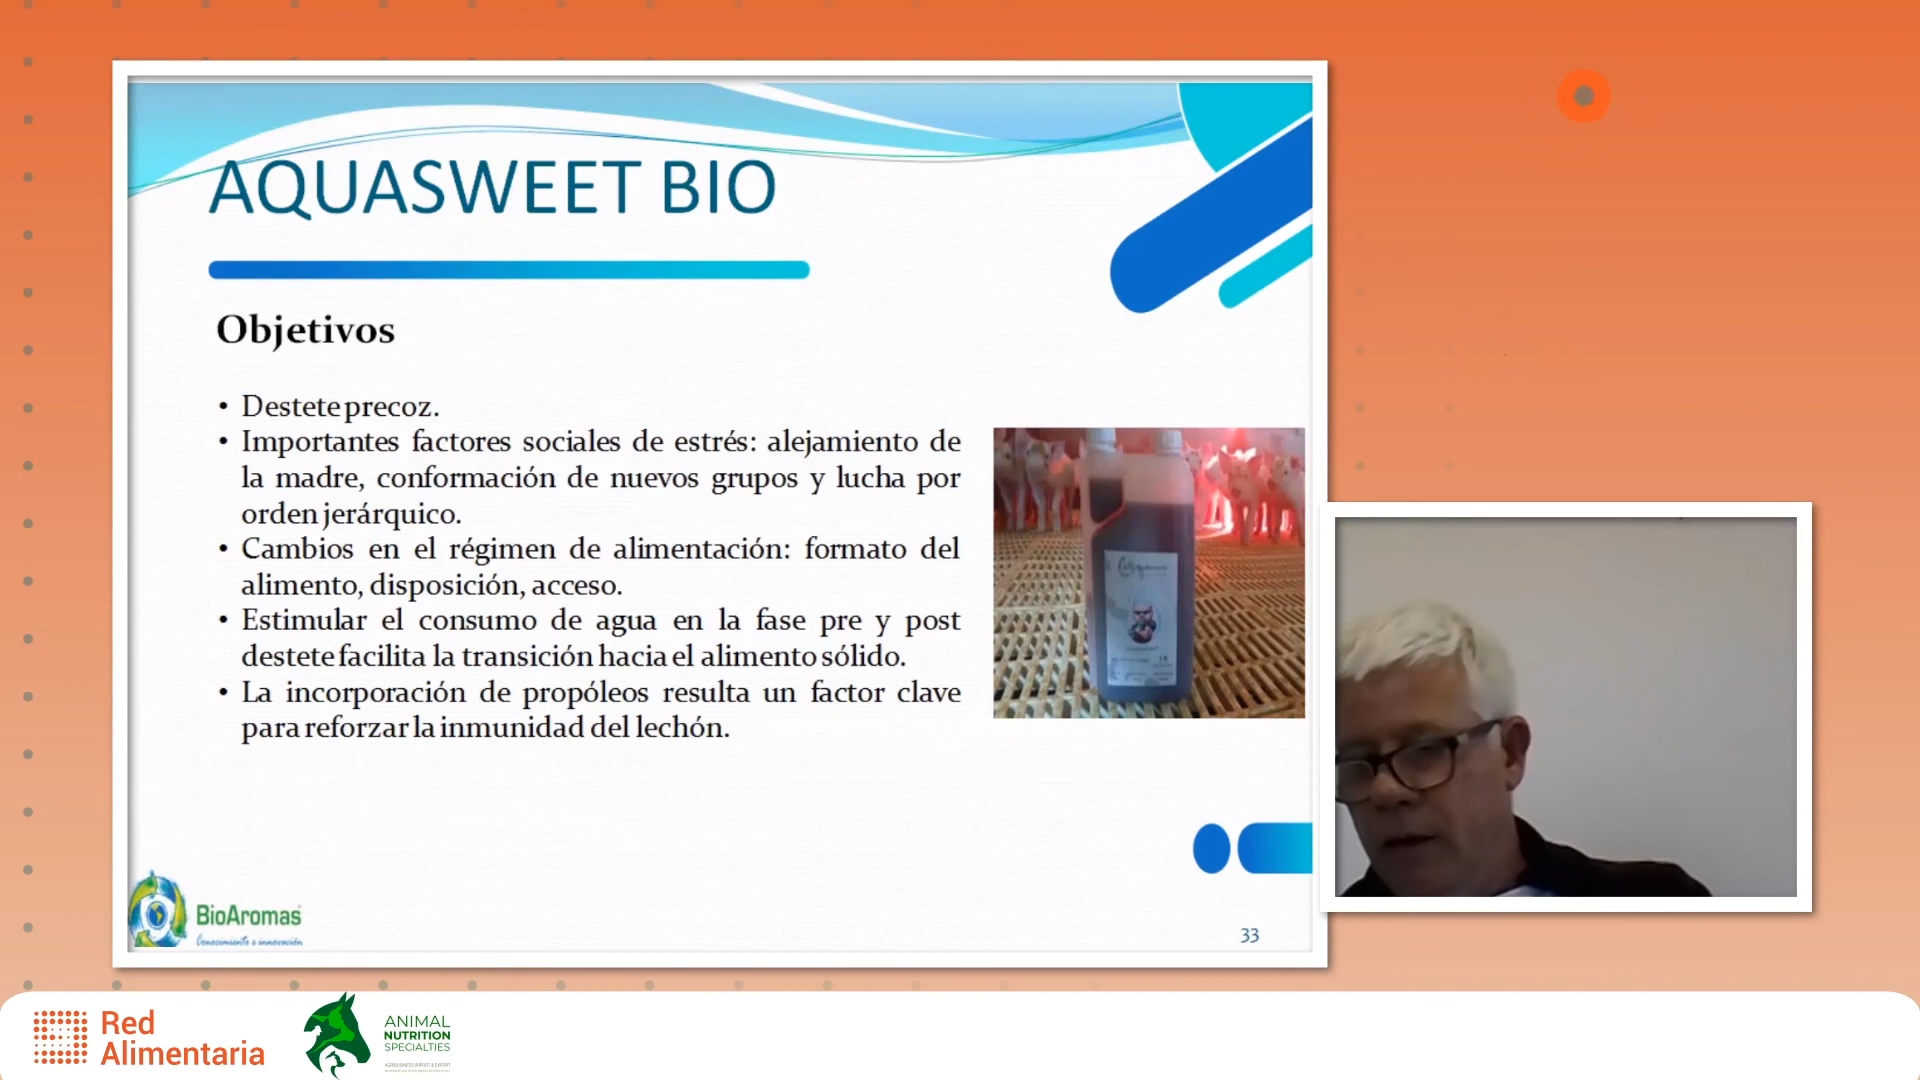 AQUASWEET BIO
Objetivos
• Destete precoz.
• Importantes factores sociales de estrés: alejamiento de
la madre, conformación de nuevos grupos y lucha por
orden jerárquico.
• Cambios en el régimen de alimentación: formato del
alimento, disposición, acceso.
• Estimular el consumo de agua en la fase pre y post
destete facilita la transición hacia el alimento sólido.
• La incorporación de propóleos resulta un factor clave
para reforzar la inmunidad del lechón.
BioAromas
Conocimiento e innovación
33
Red
Alimentaria
ANIMAL
NUTRITION
SPECIALTIES